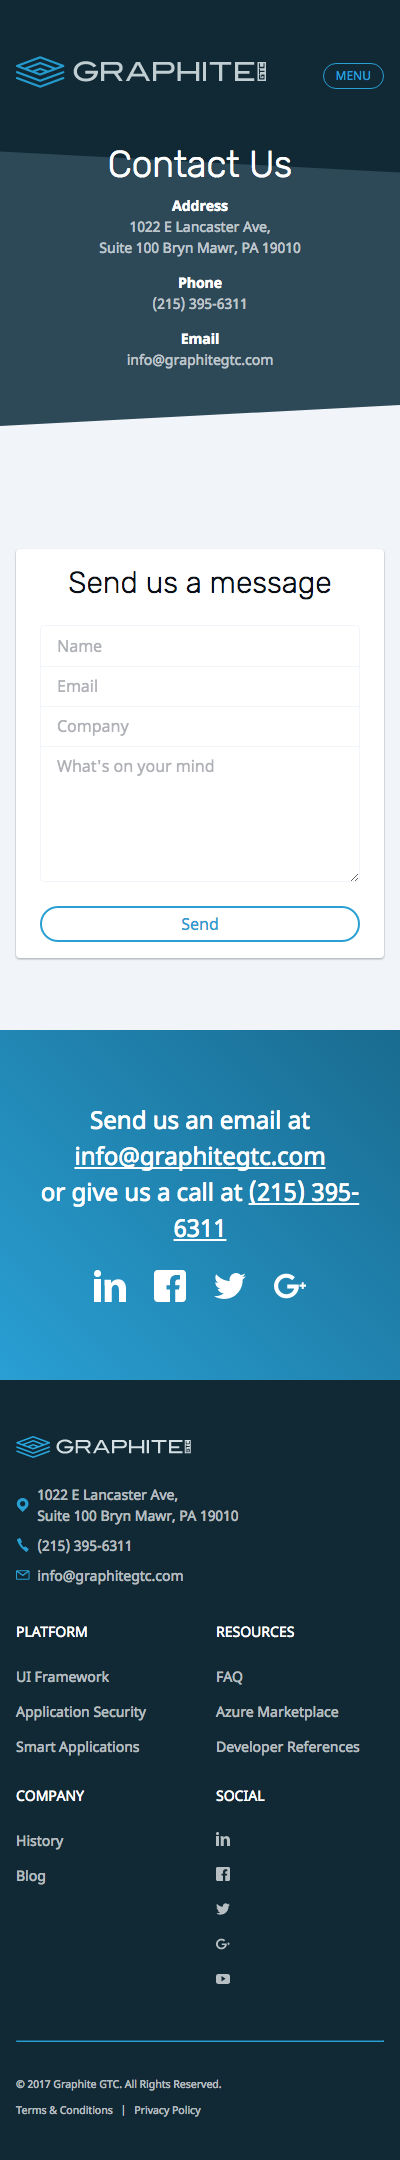 GRAPHITE GTC
MENU
Contact Us
Address
1022 E Lancaster Ave,
Suite 100 Bryn Mawr, PA 19010
Phone
(215) 395-6311
Email
info@graphitegtc.com
Send us a message
Name
Email
Company
What's on your mind
Send
Send us an email at
info@graphitegtc.com
or give us a call at (215) 395-
6311
GRAPHITE GTC
1022 E Lancaster Ave,
Suite 100 Bryn Mawr, PA 19010
(215) 395-6311
info@graphitegtc.com
PLATFORM
UI Framework
Application Security
Smart Applications
RESOURCES
FAQ
Azure Marketplace
Developer References
COMPANY
History
Blog
SOCIAL
© 2017 Graphite GTC. All Rights Reserved.
Terms & Conditions | Privacy Policy